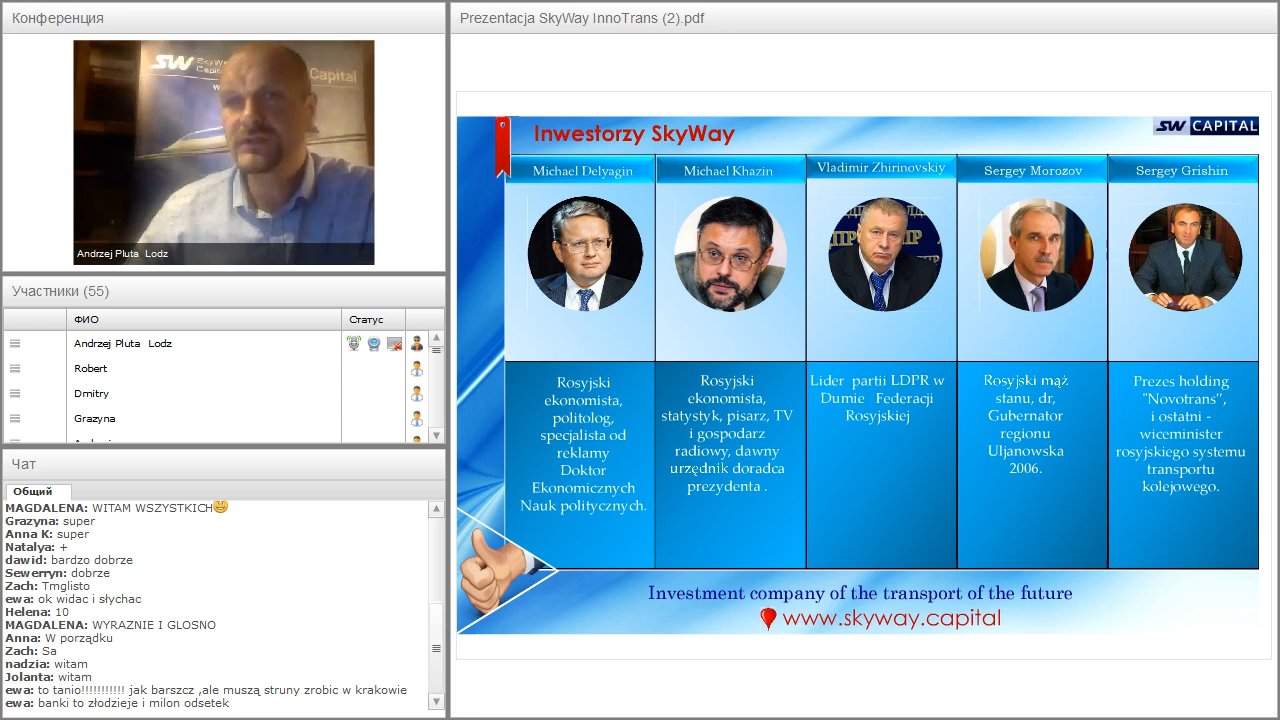 Конференция
SW
Capital
Andrzej Pluta Lodz
Участники (55)
ФИО
Статус
Andrzej Pluta Lodz
Robert
Dmitry
Grazyna
Чат
Общий
MAGDALENA: WITAM WSZYSTKICH
Grazyna: super
Anna K: super
Natalya: +
dawid: bardzo dobrze
Sewerryn: dobrze
Zach: Tmglisto
ewa: ok widac i słychac
Helena: 10
MAGDALENA: WYRAZNIE I GLOSNO
Anna: W porządku
Zach: Sa
nadzia: witam
Jolanta: witam
ewa: to tanio!!!!!!!!!!! jak barszcz ,ale muszą struny zrobic w krakowie
ewa: banki to złodzieje i milon odsetek
Prezentacja SkyWay InnoTrans (2).pdf
Inwestorzy SkyWay
SW CAPITAL
Michael Delyagin
Michael Khazin
Vladimir Zhirinovskiy
Sergey Morozov
Sergey Grishin
Rosyjski
ekonomista,
politolog,
specjalista od
reklamy
Doktor
Ekonomicznych
Nauk politycznych.
Rosyjski
ekonomista,
statystyk, pisarz, TV
i gospodarz
radiowy, dawny
urzędnik doradca
prezydenta .
Lider partii LDPR w
Dumie Federacji
Rosyjskiej
Rosyjski mąż
stanu, dr,
Gubernator
regionu
Uljanowska
2006.
Prezes holding
"Novotrans”,
i ostatni -
wiceminister
rosyjskiego systemu
transportu
kolejowego.
Investment company of the transport of the future
www.skyway.capital